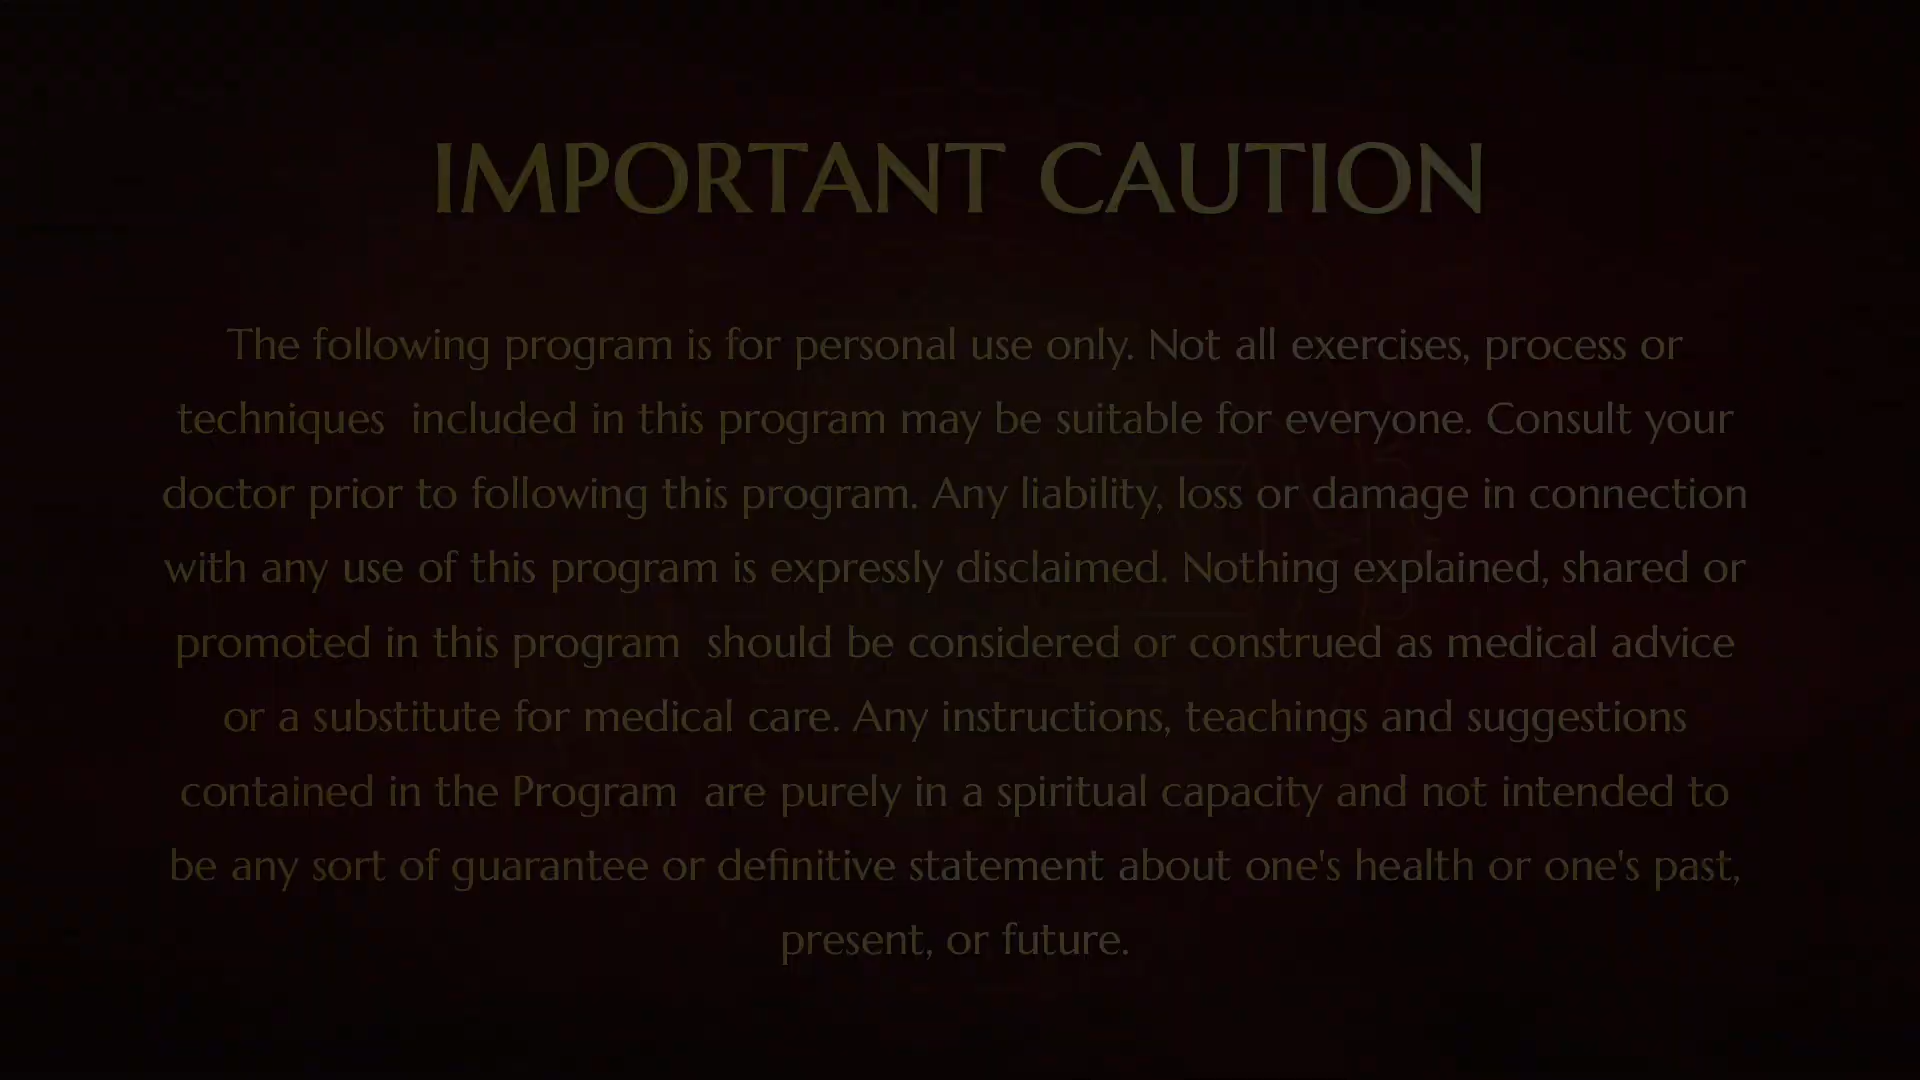 IMPORTANT CAUTION
The following program is for personal use only. Not all exercises, process or
techniques  included in this program may be suitable for everyone. Consult your
doctor prior to following this program. Any liability, loss or damage in connection
with any use of this program is expressly disclaimed. Nothing explained, shared or
promoted in this program  should be considered or construed as medical advice
or a substitute for medical care. Any instructions, teachings and suggestions
contained in the Program  are purely in a spiritual capacity and not intended to
be any sort of guarantee or definitive statement about one's health or one's past,
present, or future.